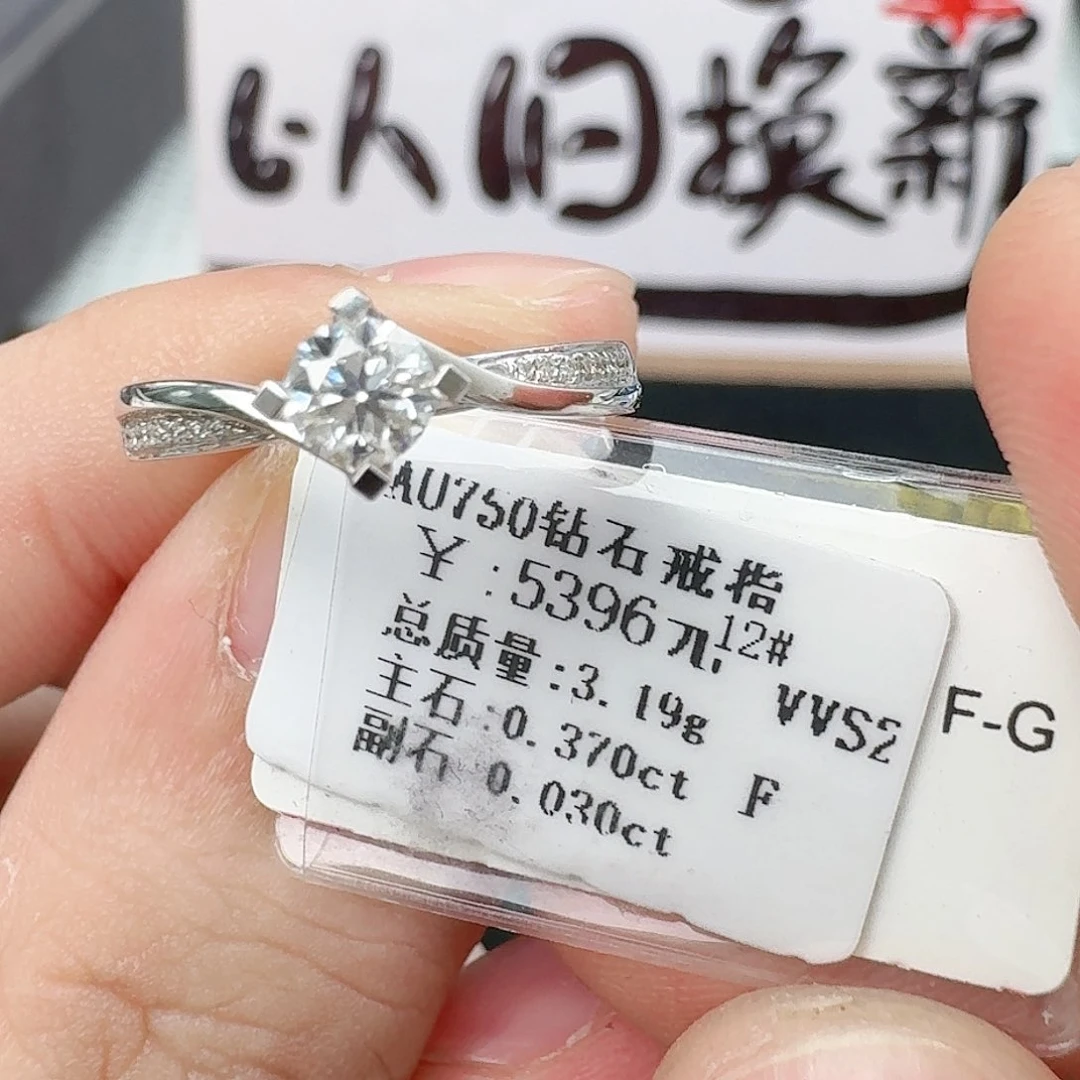 以旧换新
AU750钻石戒指
¥:5396元 12#
总质量:3.19g VVS2
主石:0.370ct F
副石 0.030ct
F-G